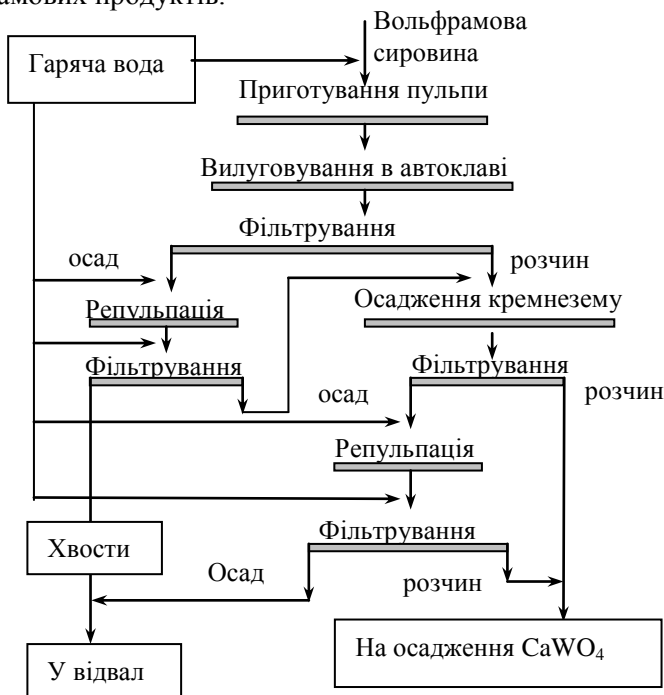 амових продуктів.
Вольфрамова
сировина
Гаряча вода
Приготування пульпи
Вилуговування в автоклаві
Фільтрування
осад
розчин
Репульпація
Осадження кремнезему
Фільтрування
Фільтрування
осад
розчин
Репульпація
Фільтрування
Хвости
Осад
розчин
У відвал
На осадження CaWO₄